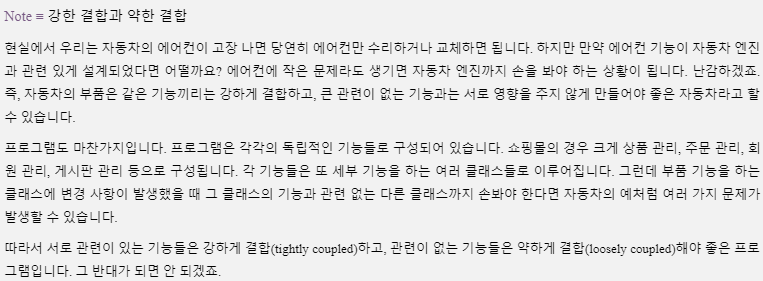 Note ≡ 강한 결합과 약한 결합
현실에서 우리는 자동차의 에어컨이 고장 나면 당연히 에어컨만 수리하거나 교체하면 됩니다. 하지만 만약 에어컨 기능이 자동차 엔진
과 관련 있게 설계되었다면 어떨까요? 에어컨에 작은 문제라도 생기면 자동차 엔진까지 손을 봐야 하는 상황이 됩니다. 난감하겠죠.
즉, 자동차의 부품은 같은 기능끼리는 강하게 결합하고, 큰 관련이 없는 기능과는 서로 영향을 주지 않게 만들어야 좋은 자동차라고 할
수 있습니다.
프로그램도 마찬가지입니다. 프로그램은 각각의 독립적인 기능들로 구성되어 있습니다. 쇼핑몰의 경우 크게 상품 관리, 주문 관리, 회
원 관리, 게시판 관리 등으로 구성됩니다. 각 기능들은 또 세부 기능을 하는 여러 클래스들로 이루어집니다. 그런데 부품 기능을 하는
클래스에 변경 사항이 발생했을 때 그 클래스의 기능과 관련 없는 다른 클래스까지 손봐야 한다면 자동차의 예처럼 여러 가지 문제가
발생할 수 있습니다.
따라서 서로 관련이 있는 기능들은 강하게 결합(tightly coupled)하고, 관련이 없는 기능들은 약하게 결합(loosely coupled)해야 좋은 프로
그램입니다. 그 반대가 되면 안 되겠죠.